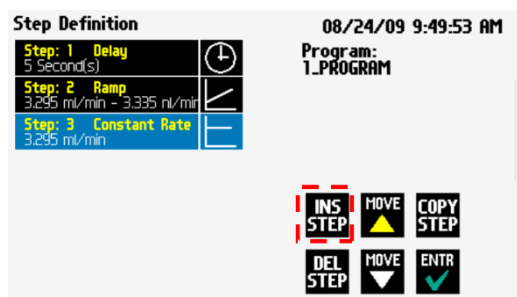 Step Definition
08/24/09 9:49:53 AM
Step: 1 Delay
5 Second(s)
Program:
1_PROGRAM
Step: 2 Ramp
3.295 ml/min - 3.335 nl/mir
Step: 3 Constant Rate
3.295 ml/min
INS STEP
MOVE
COPY STEP
DEL STEP
MOVE
ENTR